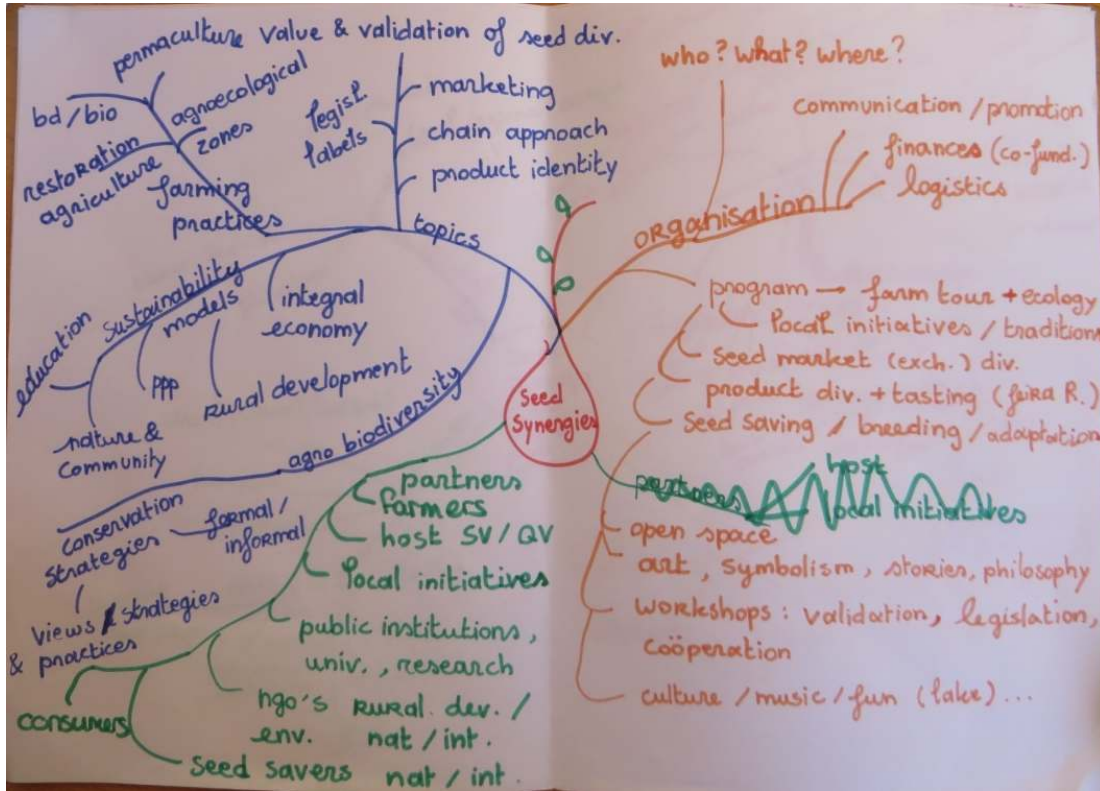 permaculture
value & validation of seed div.
bd/bio
agroecological
zones
restoration
agriculture
farming
practices
legisl.
labels
marketing
chain approach
product identity
topics
sustainability
models
integral
economy
education
ppp
rural development
nature &
community
agro biodiversity
conservation
strategies
formal/
informal
views / strategies
& practices
Seed
Synergies
partners
farmers
host SV/QV
local initiatives
public institutions,
univ., research
ngo's rural. dev. /
env. nat / int.
consumers
seed savers nat / int.
who? what? where?
communication / promotion
finances (co-fund.)
logistics
organisation
program → farm tour + ecology
local initiatives / traditions
seed market (exch.) div.
product div. + tasting (feira R.)
seed saving / breeding / adaptation
partners
host
local initiatives
open space
art, symbolism, stories, philosophy
workshops: validation, legislation,
coöperation
culture / music / fun (lake) ...